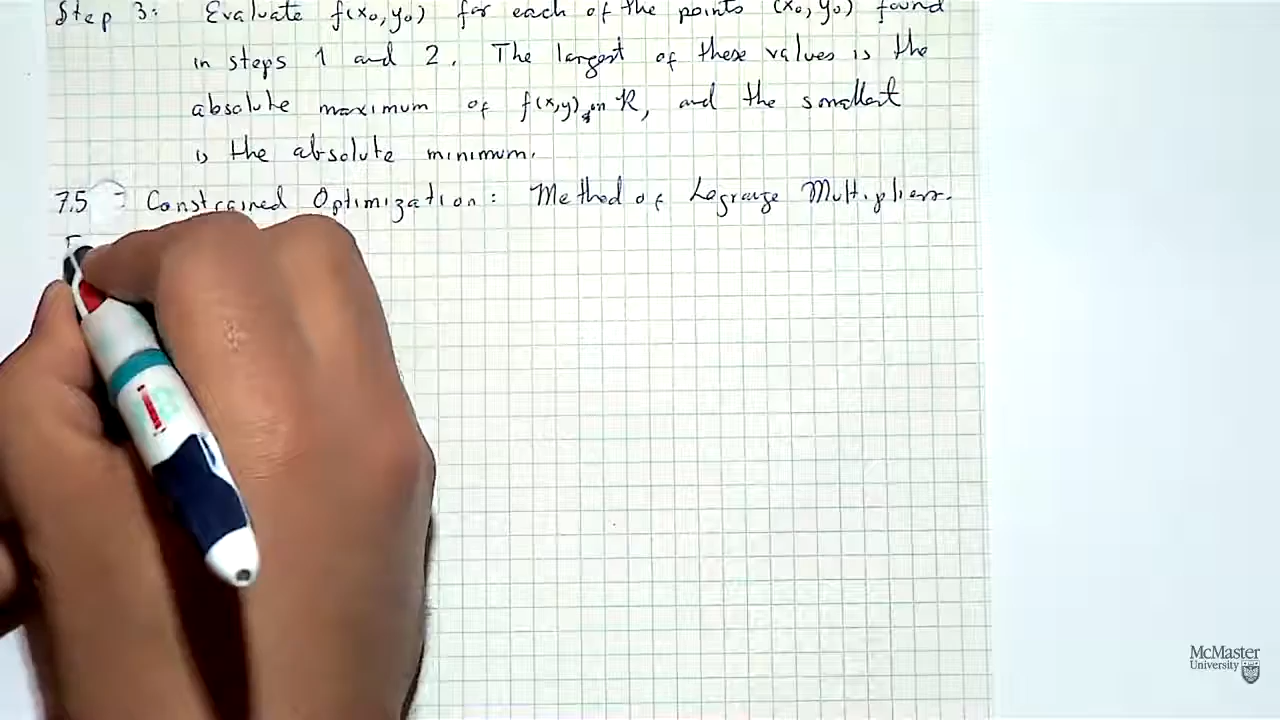 Step 3: Evaluate f(x₀, y₀) for each of the points (x₀, y₀) found
in steps 1 and 2. The largest of these values is the
absolute maximum of f(x,y) on R, and the smallest
is the absolute minimum.
7.5 - Constrained Optimization: Method of Lagrange Multipliers.
McMaster
University